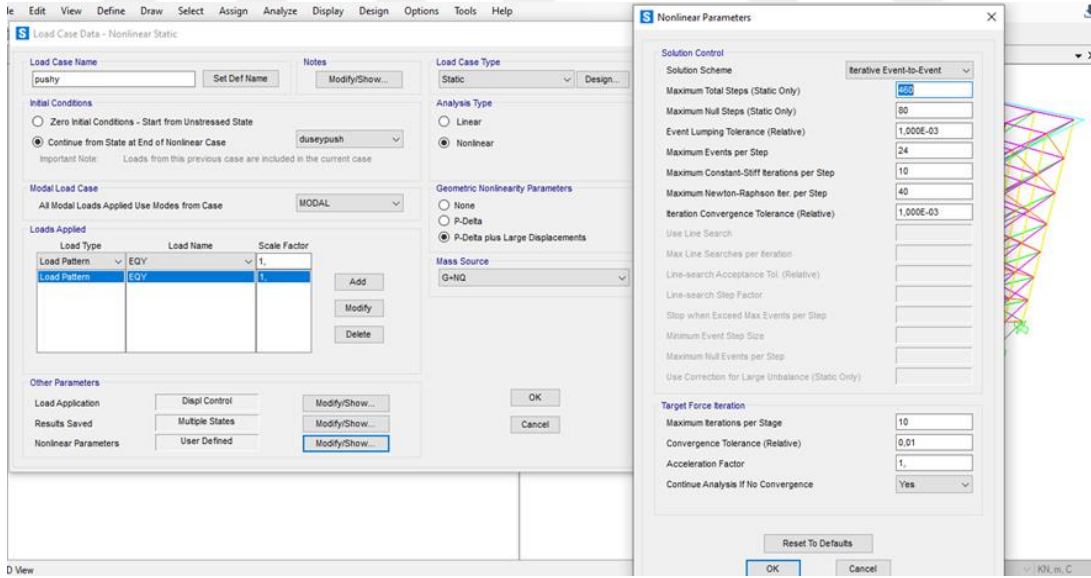 le Edit View Define Draw Select Assign Analyze Display Design Options Tools Help
S Load Case Data - Nonlinear Static
Load Case Name
pushy
Set Def Name
Notes
Modify/Show...
Load Case Type
Static
Design...
Initial Conditions
Zero Initial Conditions - Start from Unstressed State
Continue from State at End of Nonlinear Case
duseypush
Important Note: Loads from this previous case are included in the current case
Analysis Type
Linear
Nonlinear
Modal Load Case
All Modal Loads Applied Use Modes from Case
MODAL
Geometric Nonlinearity Parameters
None
P-Delta
P-Delta plus Large Displacements
Loads Applied
Load Type Load Name Scale Factor
Load Pattern EQY 1,
Load Pattern EQY 1,
Add
Modify
Delete
Mass Source
G+NQ
Other Parameters
Load Application Displ Control Modify/Show...
Results Saved Multiple States Modify/Show...
Nonlinear Parameters User Defined Modify/Show...
OK
Cancel
S Nonlinear Parameters
Solution Control
Solution Scheme Iterative Event-to-Event
Maximum Total Steps (Static Only) 460
Maximum Null Steps (Static Only) 80
Event Lumping Tolerance (Relative) 1,000E-03
Maximum Events per Step 24
Maximum Constant-Stiff Iterations per Step 10
Maximum Newton-Raphson Iter. per Step 40
Iteration Convergence Tolerance (Relative) 1,000E-03
Use Line Search
Max Line Searches per Iteration
Line-search Acceptance Tol. (Relative)
Line-search Step Factor
Stop when Exceed Max Events per Step
Minimum Event Step Size
Maximum Null Events per Step
Use Correction for Large Unbalance (Static Only)
Target Force Iteration
Maximum Iterations per Stage 10
Convergence Tolerance (Relative) 0,01
Acceleration Factor 1,
Continue Analysis If No Convergence Yes
Reset To Defaults
OK Cancel
D View
KN, m, C